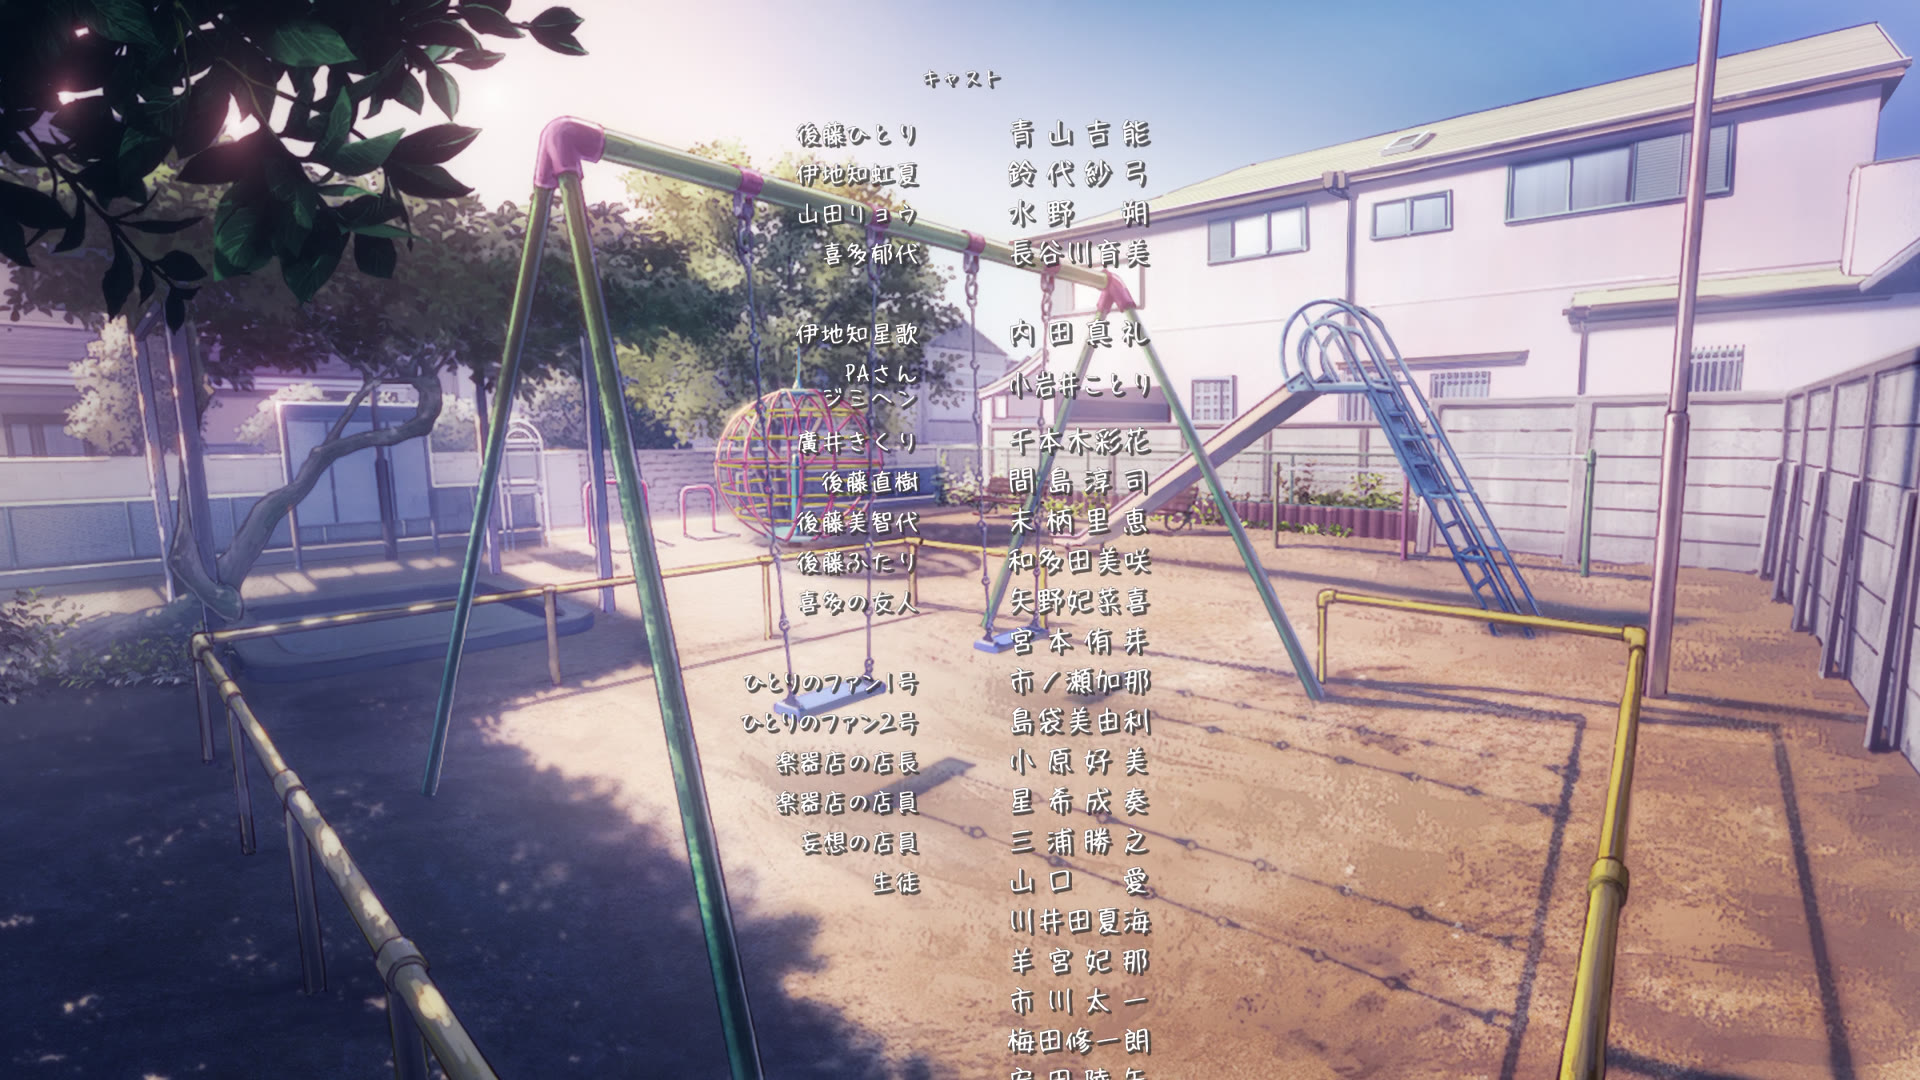 キャスト
後藤ひとり 青山吉能
伊地知虹夏 鈴代紗弓
山田リョウ 水野 朔
喜多郁代 長谷川育美
伊地知星歌 内田真礼
PAさん
ジミヘン 小岩井ことり
廣井きくり 千本木彩花
後藤直樹 間島淳司
後藤美智代 末柄里恵
後藤ふたり 和多田美咲
喜多の友人 矢野妃菜喜
宮本侑芽
ひとりのファン1号 市ノ瀬加那
ひとりのファン2号 島袋美由利
楽器店の店長 小原好美
楽器店の店員 星希成奏
妄想の店員 三浦勝之
生徒 山口 愛
川井田夏海
羊宮妃那
市川太一
梅田修一朗